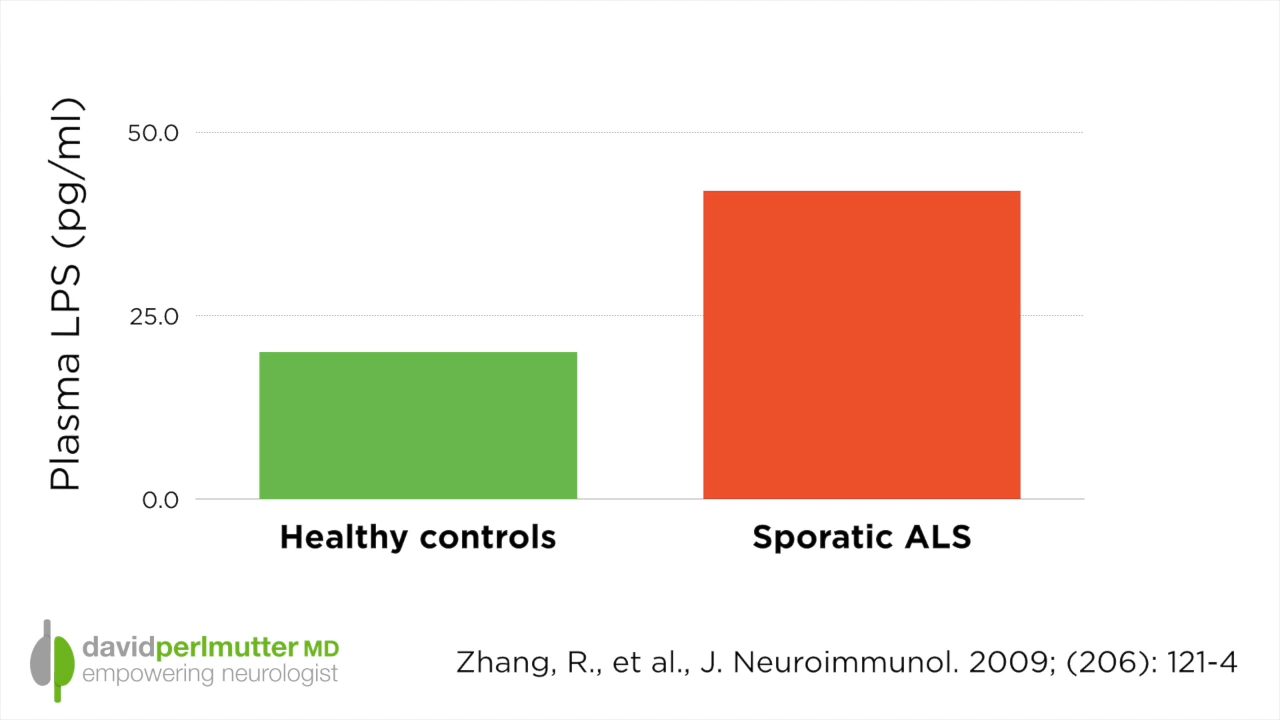 Plasma LPS (pg/ml)
50.0
25.0
0.0
Healthy controls
Sporatic ALS
davidperlmutter MD
empowering neurologist
Zhang, R., et al., J. Neuroimmunol. 2009; (206): 121-4